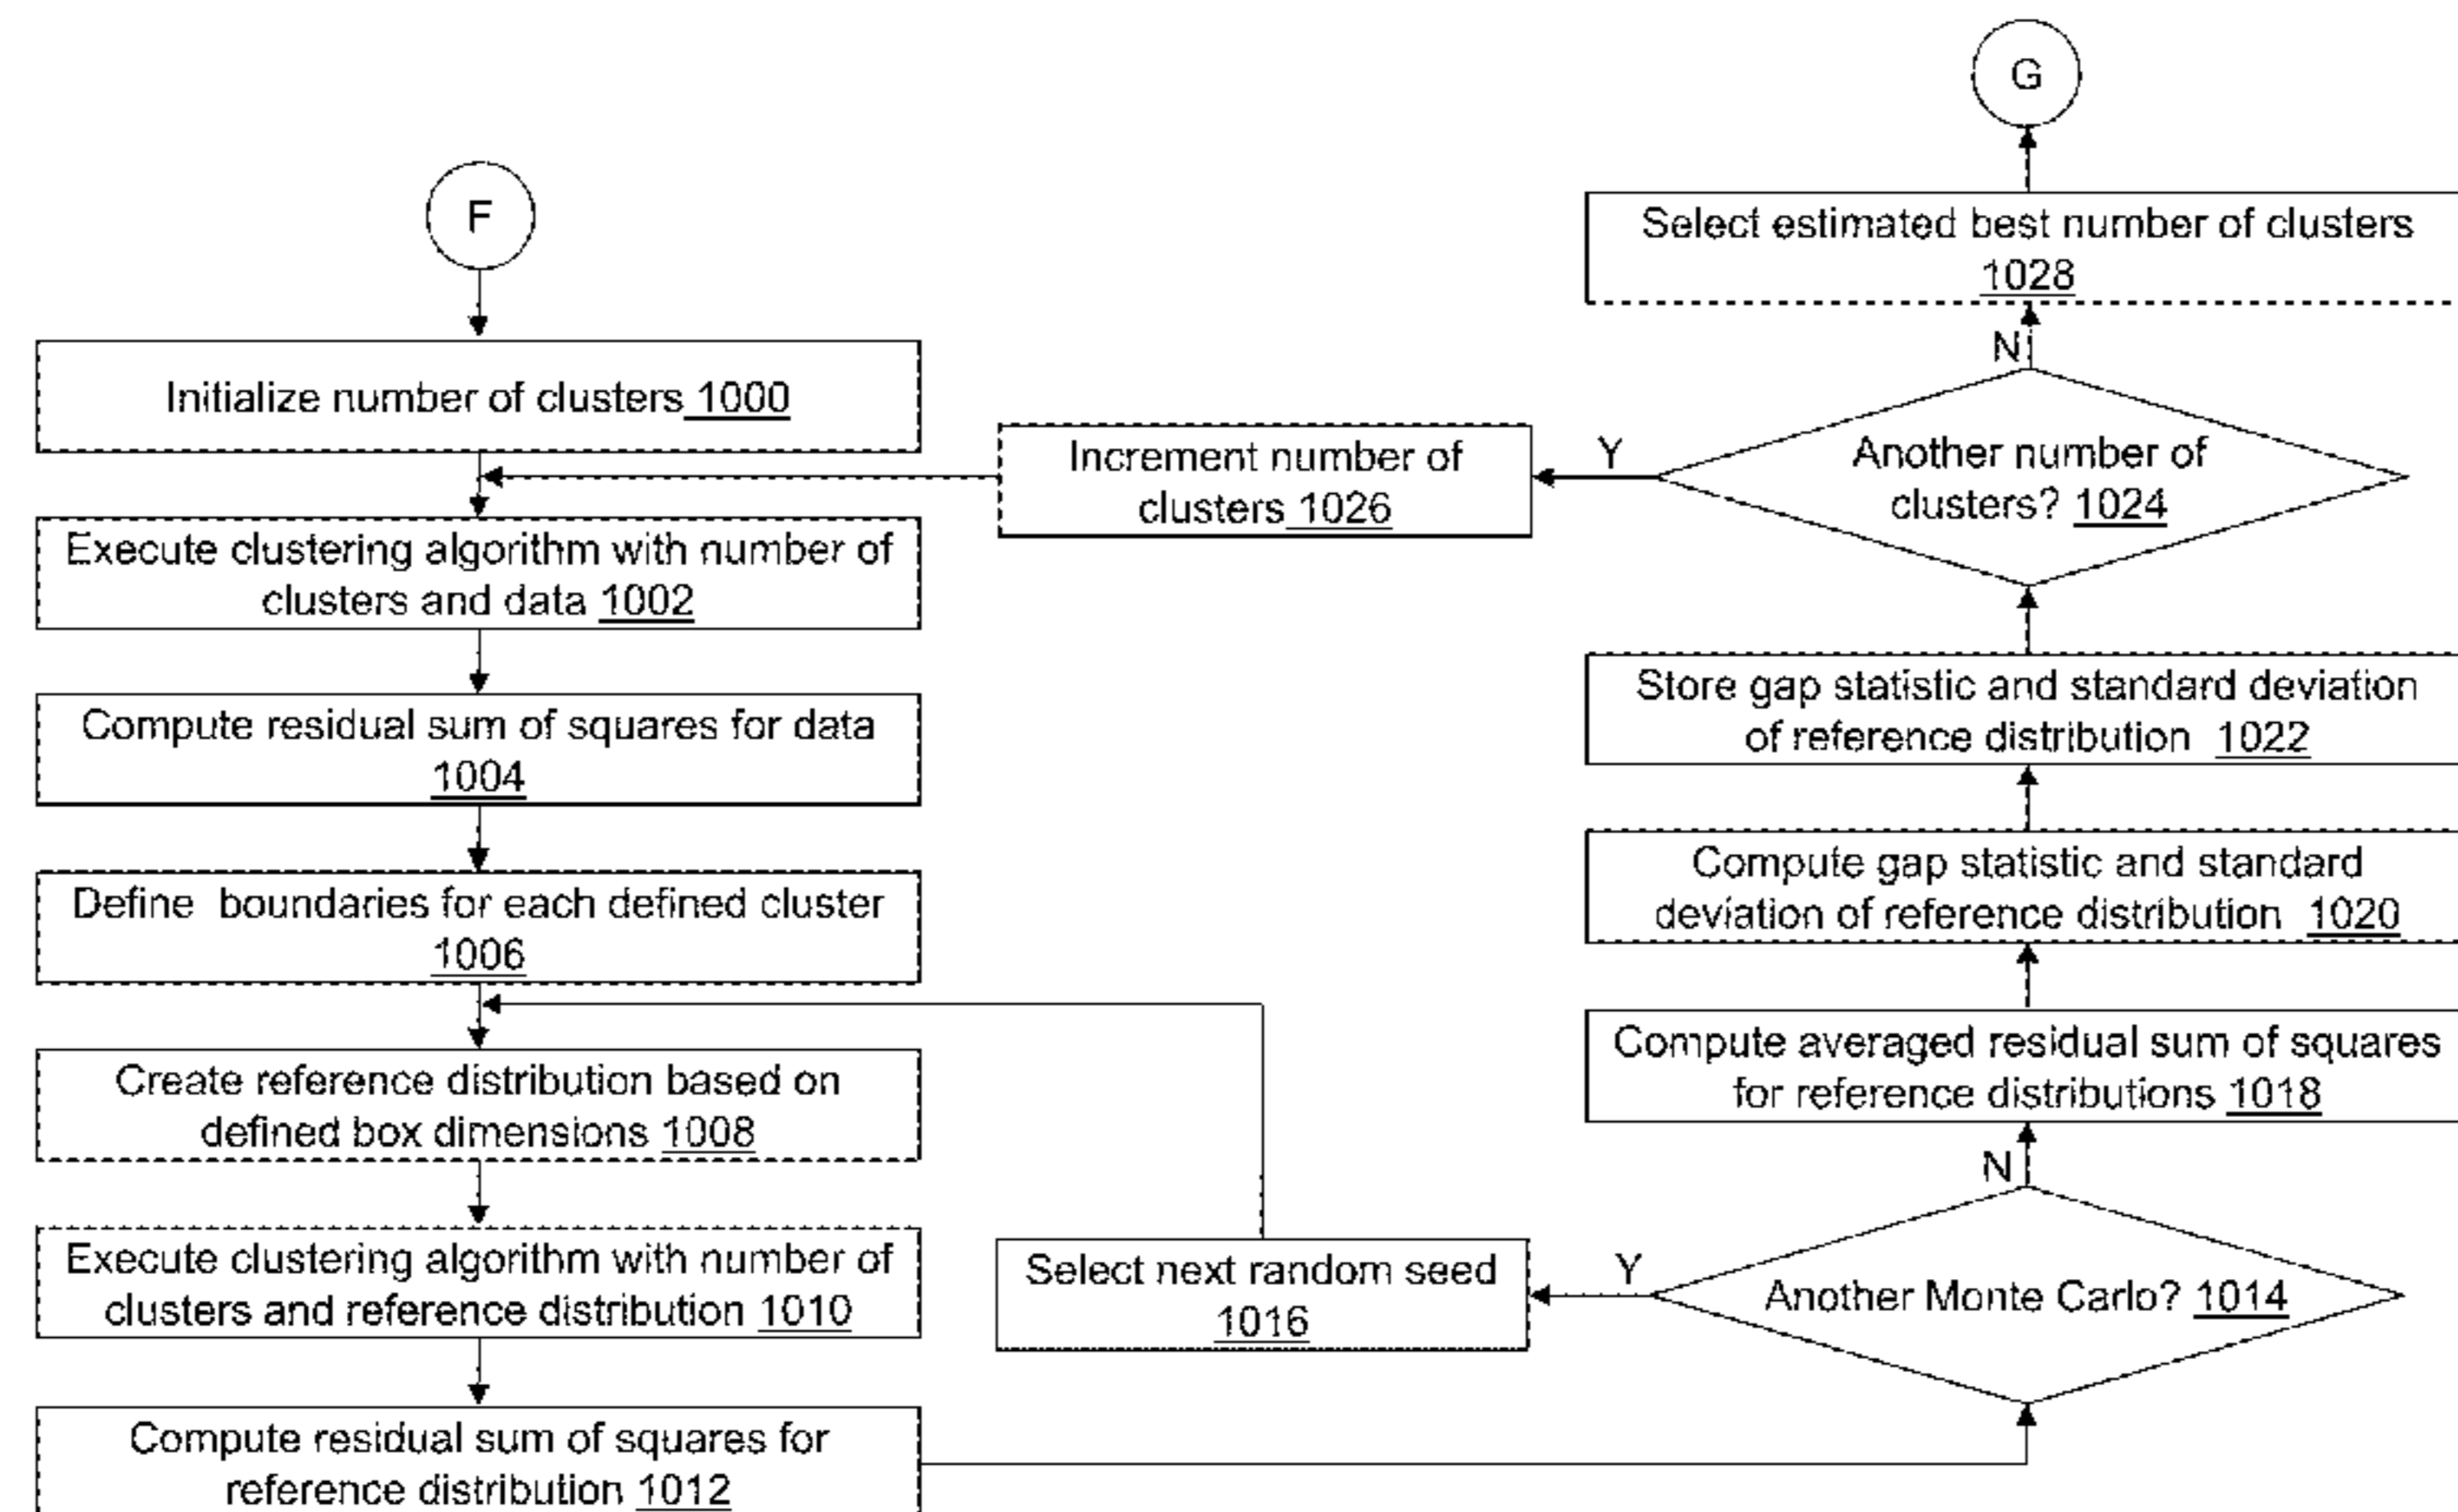 F
Initialize number of clusters 1000
Execute clustering algorithm with number of
clusters and data 1002
Compute residual sum of squares for data
1004
Define boundaries for each defined cluster
1006
Create reference distribution based on
defined box dimensions 1008
Execute clustering algorithm with number of
clusters and reference distribution 1010
Compute residual sum of squares for
reference distribution 1012
Another Monte Carlo? 1014
Y
Select next random seed
1016
N
Compute averaged residual sum of squares
for reference distributions 1018
Compute gap statistic and standard
deviation of reference distribution 1020
Store gap statistic and standard deviation
of reference distribution 1022
Another number of
clusters? 1024
Y
Increment number of
clusters 1026
N
Select estimated best number of clusters
1028
G